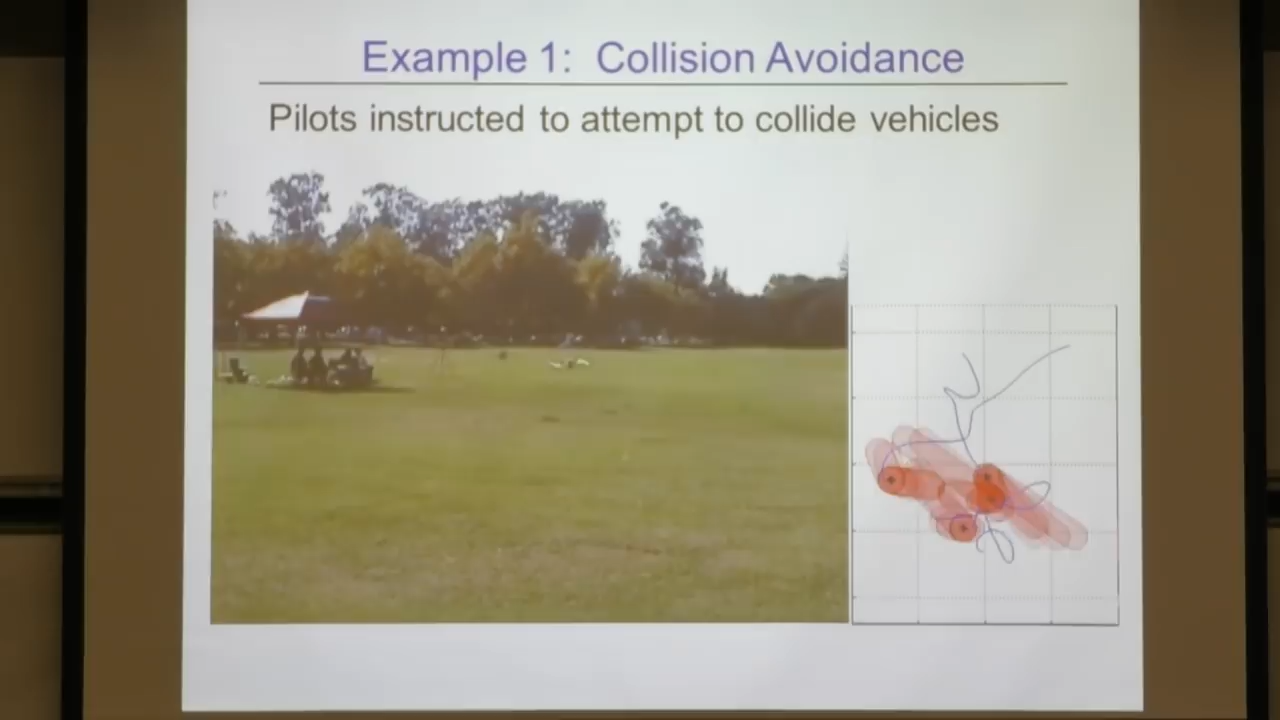 Example 1: Collision Avoidance
Pilots instructed to attempt to collide vehicles